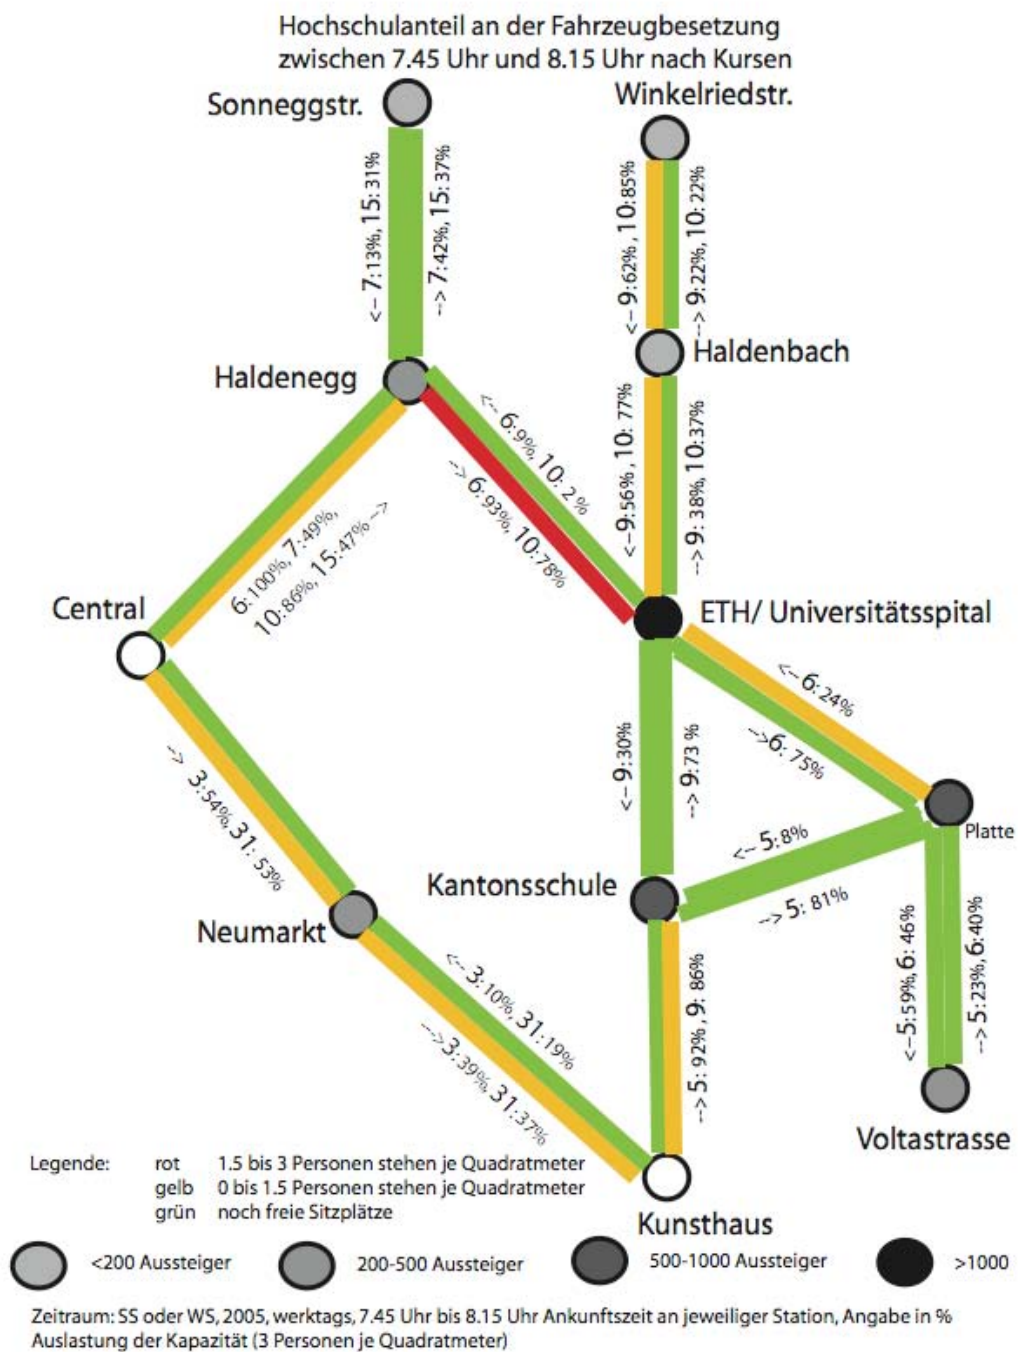 Hochschulanteil an der Fahrzeugbesetzung
zwischen 7.45 Uhr und 8.15 Uhr nach Kursen
Sonneggstr.
Winkelriedstr.
<-- 7:13%, 15: 31%
--> 7:42%, 15: 37%
<-- 9:62%, 10:85%
--> 9:22%, 10: 22%
Haldenegg
Haldenbach
<-- 6:9%, 10: 2 %
--> 6:93%, 10:78%
<--9:56%, 10: 77%
--> 9: 38%, 10:37%
6:100%, 7:49%,
10:86%, 15:47% -->
Central
ETH/ Universitätsspital
<-- 6:24%
-->6: 75%
<-- 9:30%
--> 9:73 %
--> 3:54%, 31: 53%
Platte
<-- 5:8%
--> 5: 81%
Kantonsschule
Neumarkt
<-- 3:10%, 31:19%
---> 3:39%, 31:37%
--> 5: 92% , 9: 86%
<--5:59%, 6: 46%
--> 5:23%, 6:40%
Voltastrasse
Kunsthaus
Legende: rot 1.5 bis 3 Personen stehen je Quadratmeter
gelb 0 bis 1.5 Personen stehen je Quadratmeter
grün noch freie Sitzplätze
<200 Aussteiger 200-500 Aussteiger 500-1000 Aussteiger >1000
Zeitraum: SS oder WS, 2005, werktags, 7.45 Uhr bis 8.15 Uhr Ankunftszeit an jeweiliger Station, Angabe in %
Auslastung der Kapazität (3 Personen je Quadratmeter)